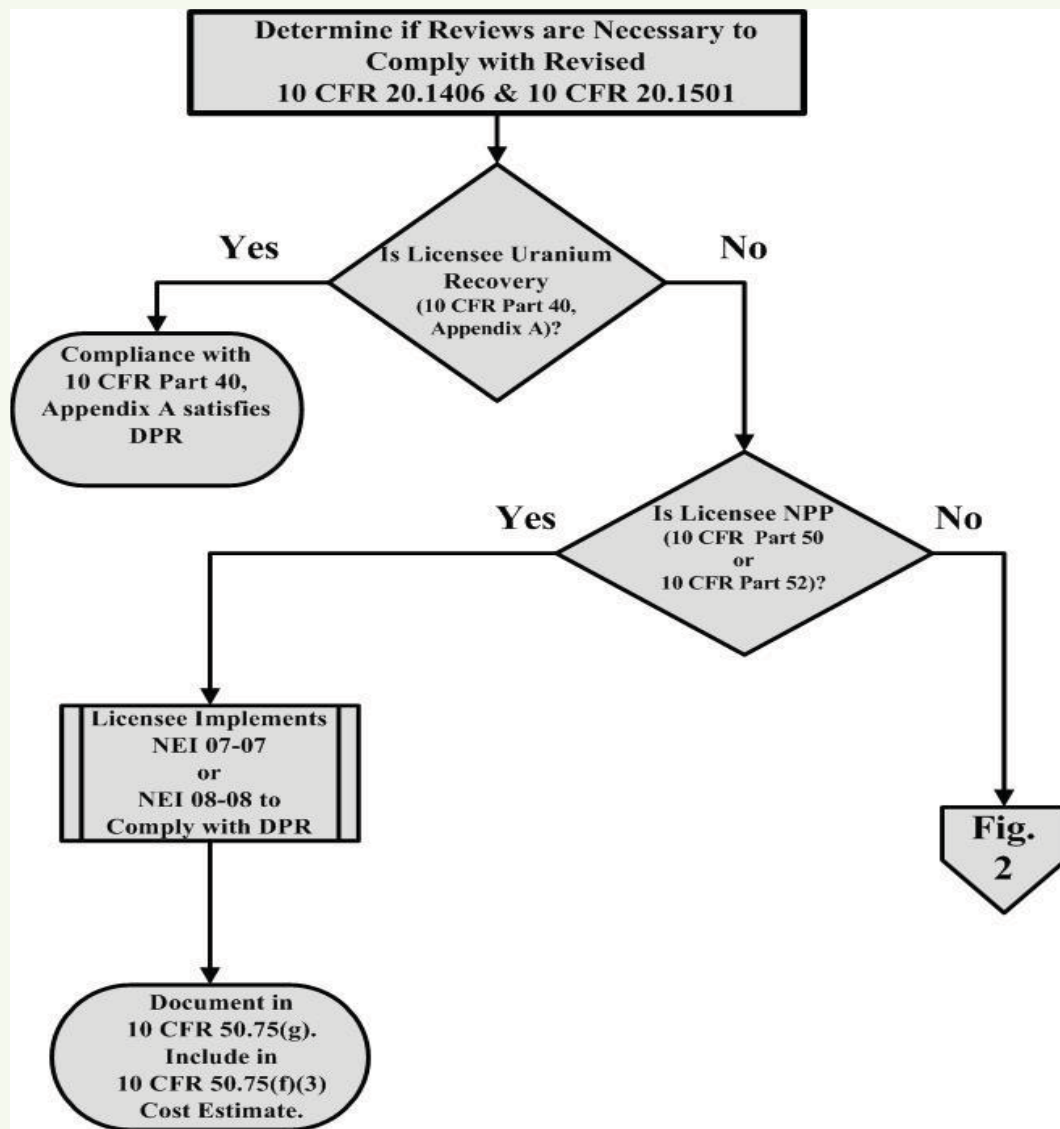 Determine if Reviews are Necessary to
Comply with Revised
10 CFR 20.1406 & 10 CFR 20.1501
Yes
No
Is Licensee Uranium
Recovery
(10 CFR Part 40,
Appendix A)?
Compliance with
10 CFR Part 40,
Appendix A satisfies
DPR
Yes
No
Is Licensee NPP
(10 CFR Part 50
or
10 CFR Part 52)?
Licensee Implements
NEI 07-07
or
NEI 08-08 to
Comply with DPR
Fig.
2
Document in
10 CFR 50.75(g).
Include in
10 CFR 50.75(f)(3)
Cost Estimate.